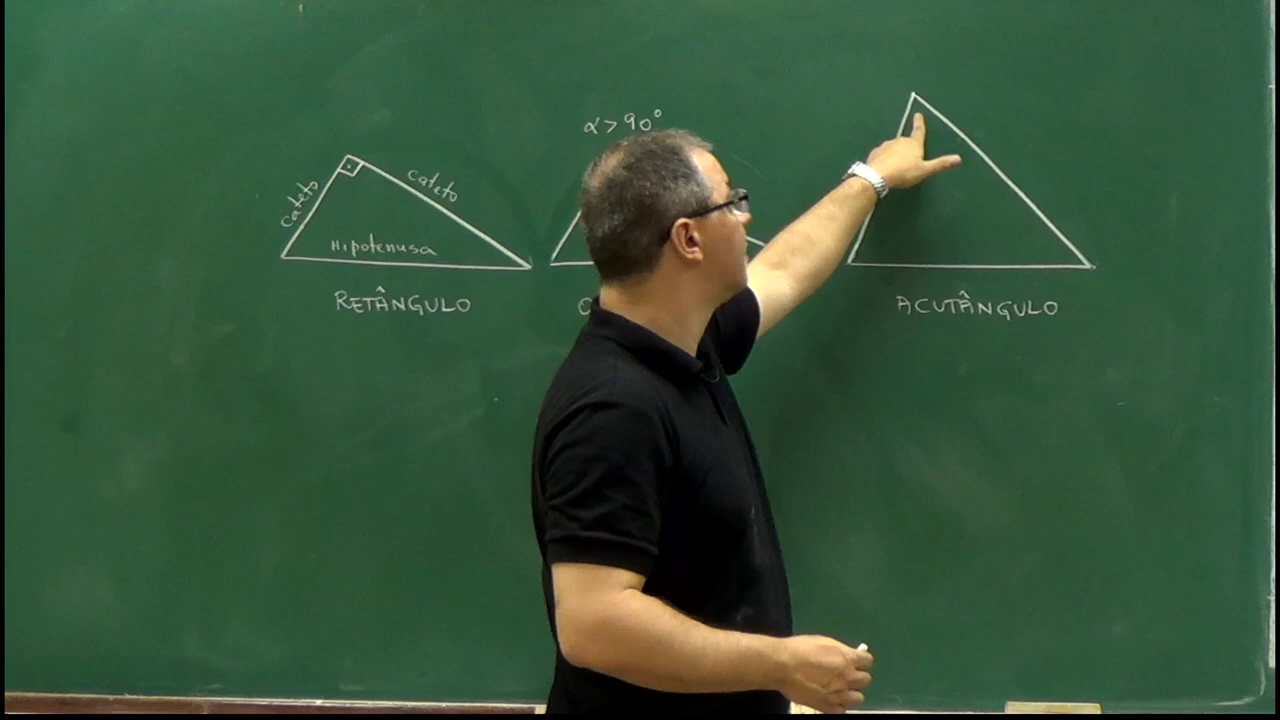 α > 90°
cateto
cateto
Hipotenusa
RETÂNGULO
ACUTÂNGULO